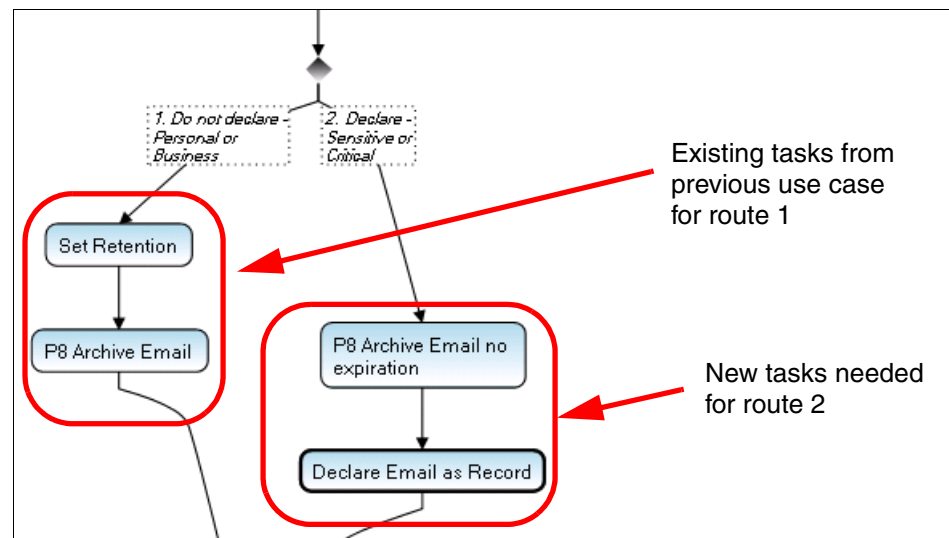 1. Do not declare -
Personal or
Business
2. Declare -
Sensitive or
Critical
Existing tasks from
previous use case
for route 1
Set Retention
P8 Archive Email
P8 Archive Email no
expiration
New tasks needed
for route 2
Declare Email as Record